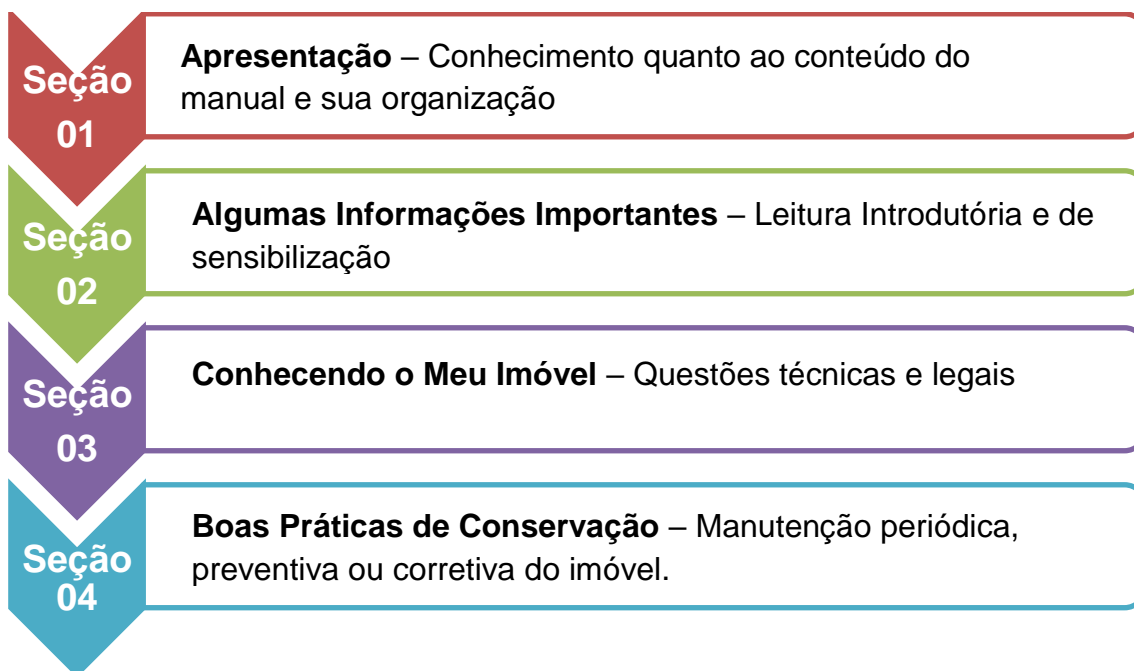 Seção
01
Apresentação – Conhecimento quanto ao conteúdo do
manual e sua organização
Seção
02
Algumas Informações Importantes – Leitura Introdutória e de
sensibilização
Seção
03
Conhecendo o Meu Imóvel – Questões técnicas e legais
Seção
04
Boas Práticas de Conservação – Manutenção periódica,
preventiva ou corretiva do imóvel.